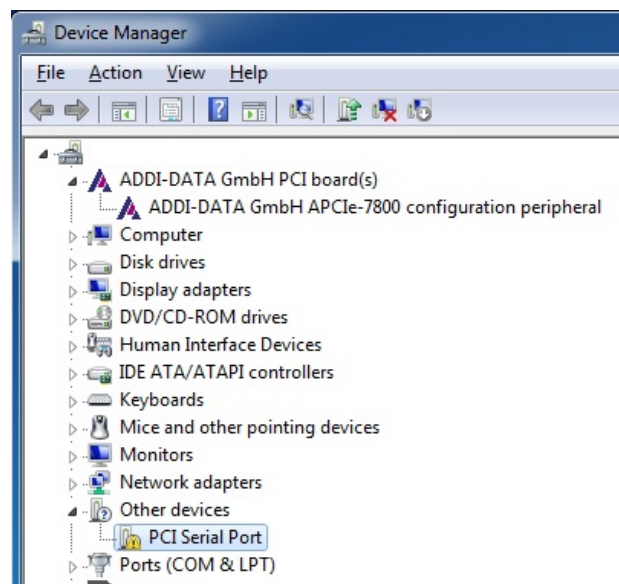 Device Manager
File Action View Help
ADDI-DATA GmbH PCI board(s)
ADDI-DATA GmbH APCIe-7800 configuration peripheral
Computer
Disk drives
Display adapters
DVD/CD-ROM drives
Human Interface Devices
IDE ATA/ATAPI controllers
Keyboards
Mice and other pointing devices
Monitors
Network adapters
Other devices
PCI Serial Port
Ports (COM & LPT)